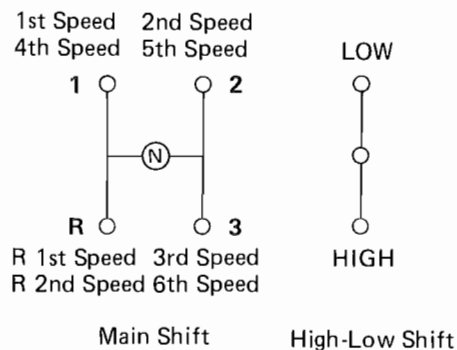 1st Speed 2nd Speed
4th Speed 5th Speed
LOW
1 2
N
R 3
R 1st Speed 3rd Speed
R 2nd Speed 6th Speed
HIGH
Main Shift High-Low Shift